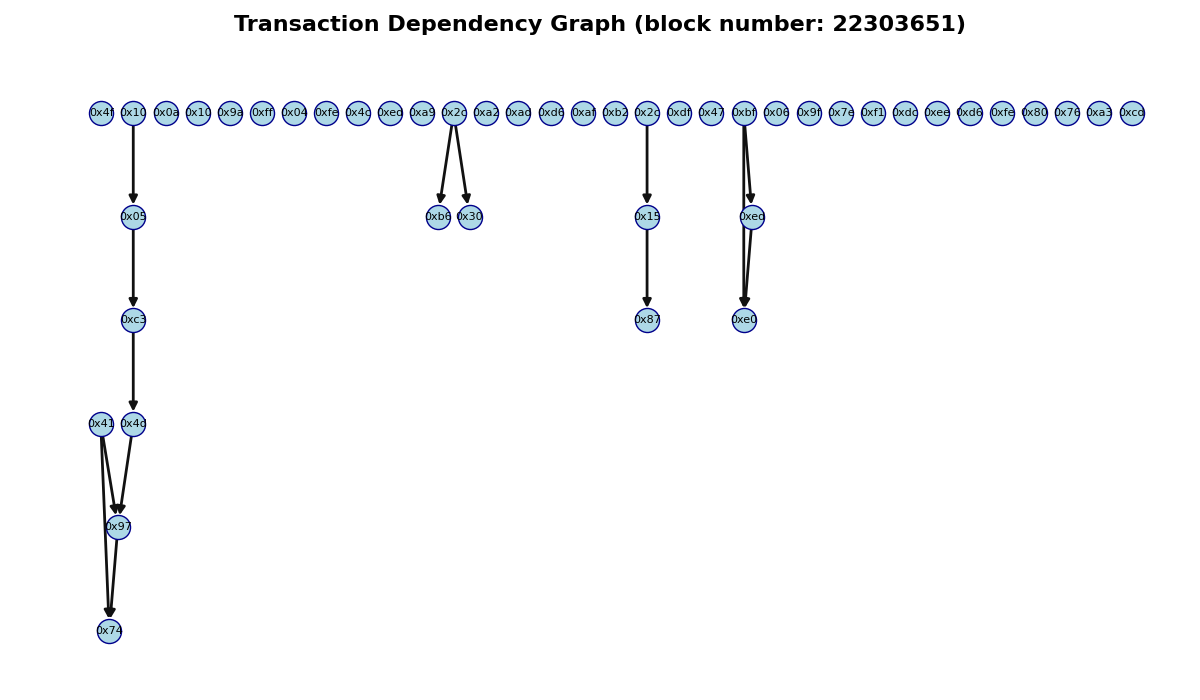 Transaction Dependency Graph (block number: 22303651)
0x4f 0x10 0x0a 0x10 0x9a 0xff 0x04 0xfe 0x4c 0xed 0xa9 0x2c 0xa2 0xad 0xd6 0xaf 0xb2 0x2c 0xdf 0x47 0xbf 0x06 0x9f 0x7e 0xf1 0xdc 0xee 0xd6 0xfe 0x80 0x76 0xa3 0xcd
0x05 0xb6 0x30 0x15 0xed
0xc3 0x87 0xe0
0x41 0x4d
0x97
0x74